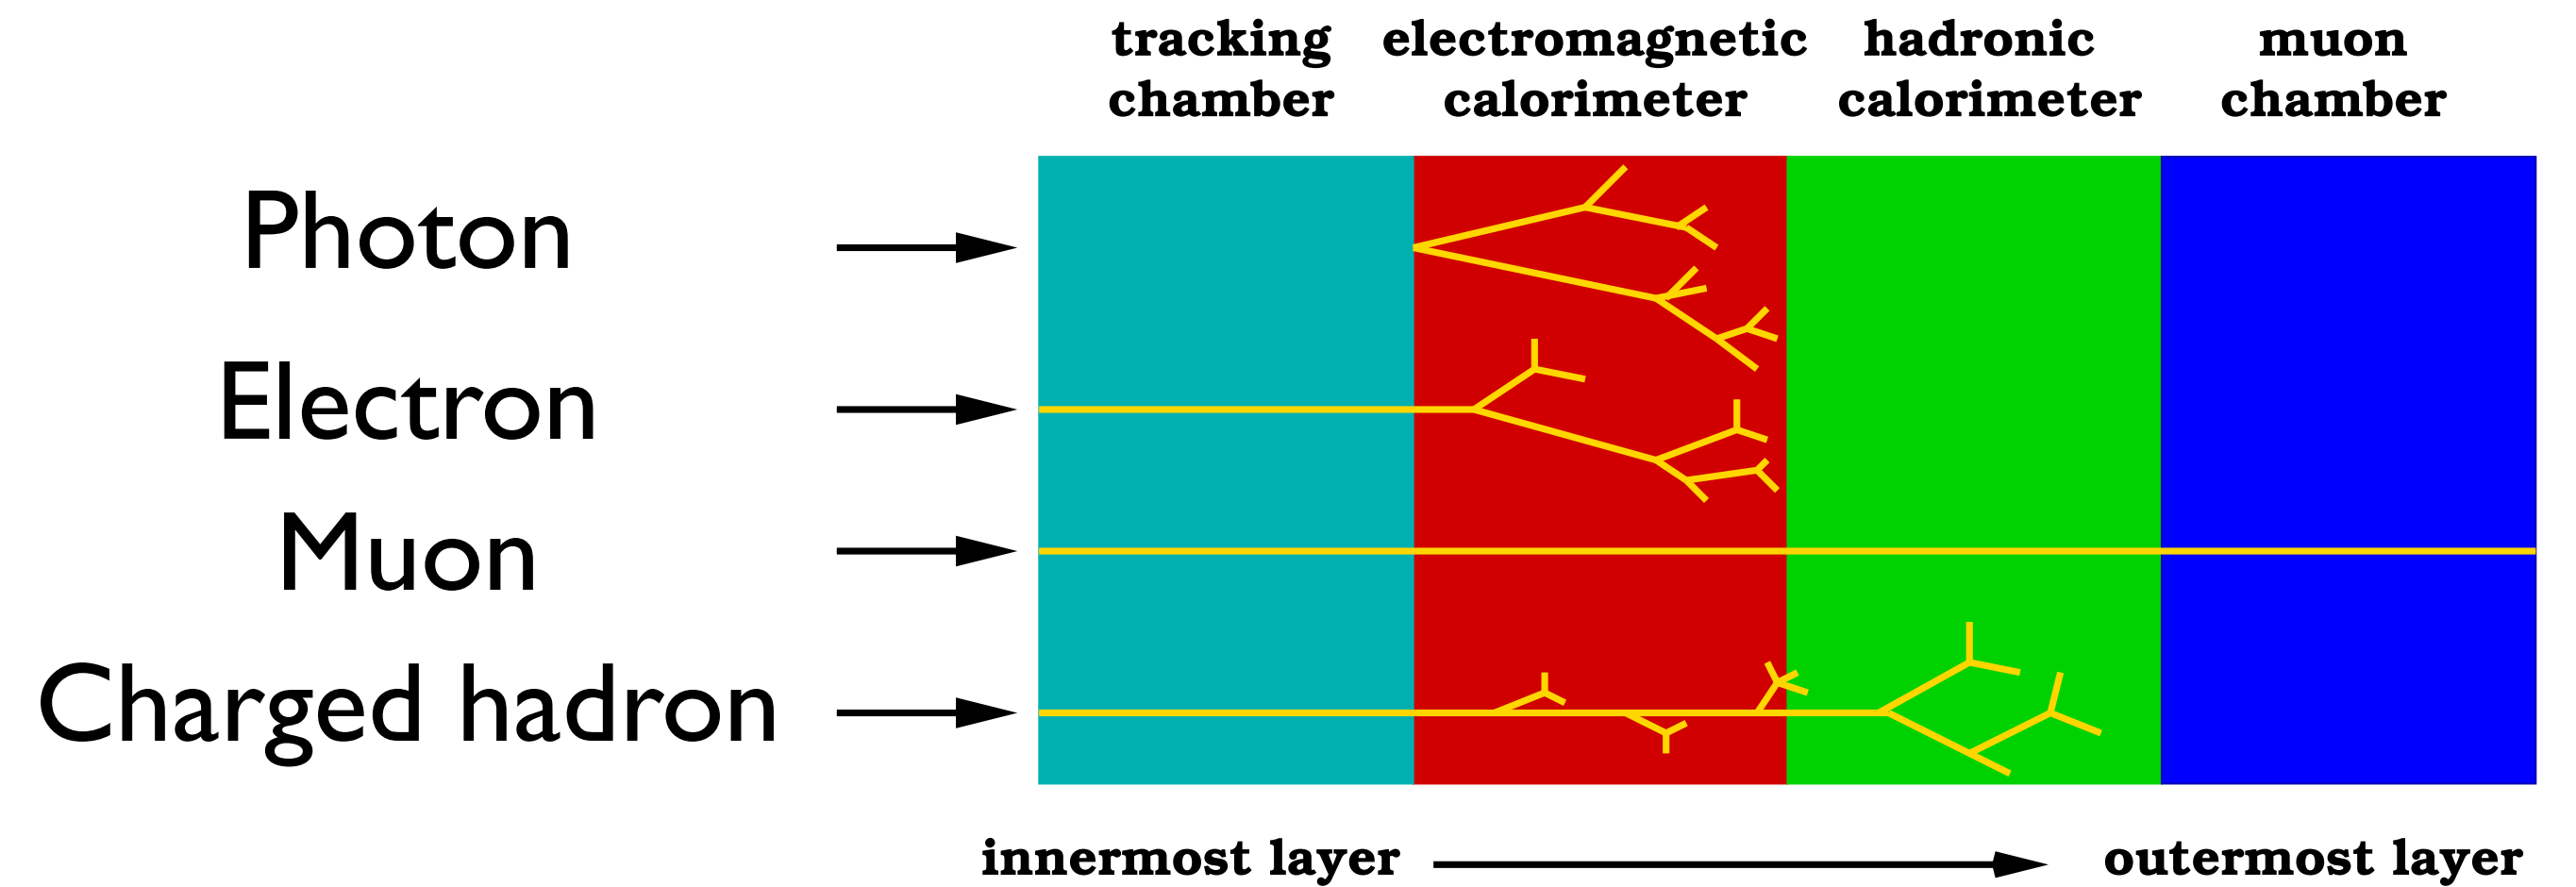 tracking electromagnetic hadronic muon
chamber calorimeter calorimeter chamber
Photon
Electron
Muon
Charged hadron
innermost layer outermost layer